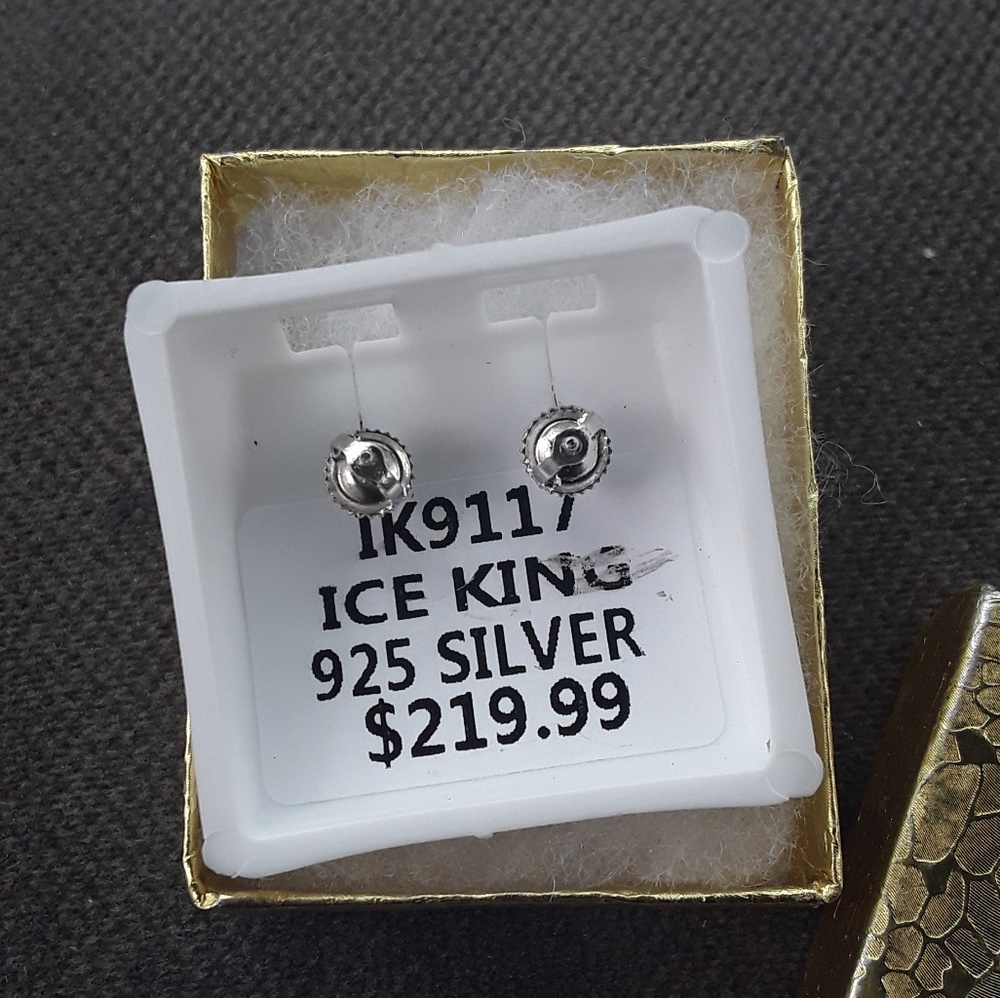 IK9117
ICE KING
925 SILVER
$219.99